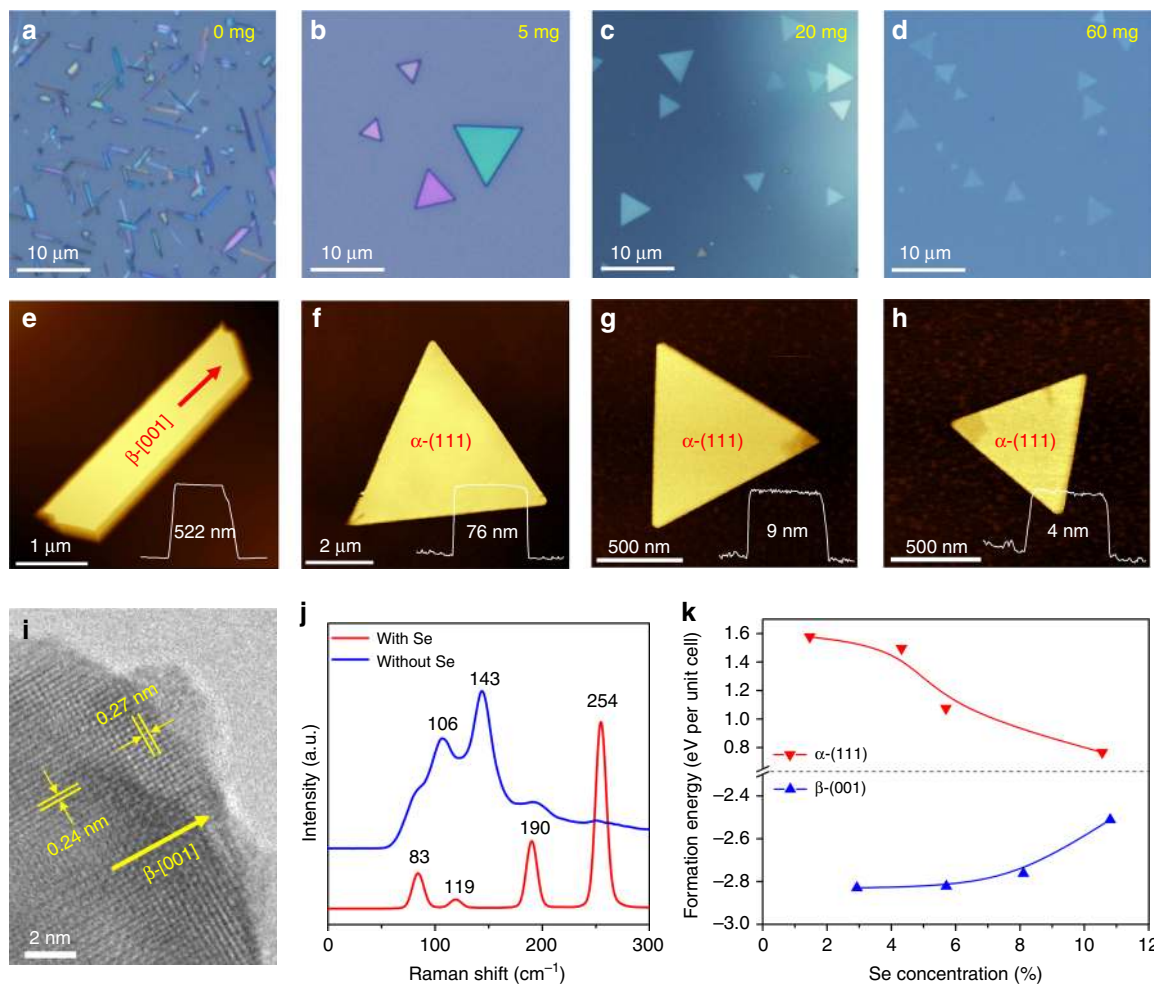 a
0 mg
10 μm
b
5 mg
10 μm
c
20 mg
10 μm
d
60 mg
10 μm
e
β-[001]
522 nm
1 μm
f
α-(111)
76 nm
2 μm
g
α-(111)
9 nm
500 nm
h
α-(111)
4 nm
500 nm
i
0.27 nm
0.24 nm
β-[001]
2 nm
j
With Se
Without Se
143
106
254
190
83
119
Intensity (a.u.)
0
100
200
300
Raman shift (cm⁻¹)
k
1.6
1.4
1.2
1.0
0.8
−2.4
−2.6
−2.8
−3.0
α-(111)
β-(001)
Formation energy (eV per unit cell)
0
2
4
6
8
10
12
Se concentration (%)